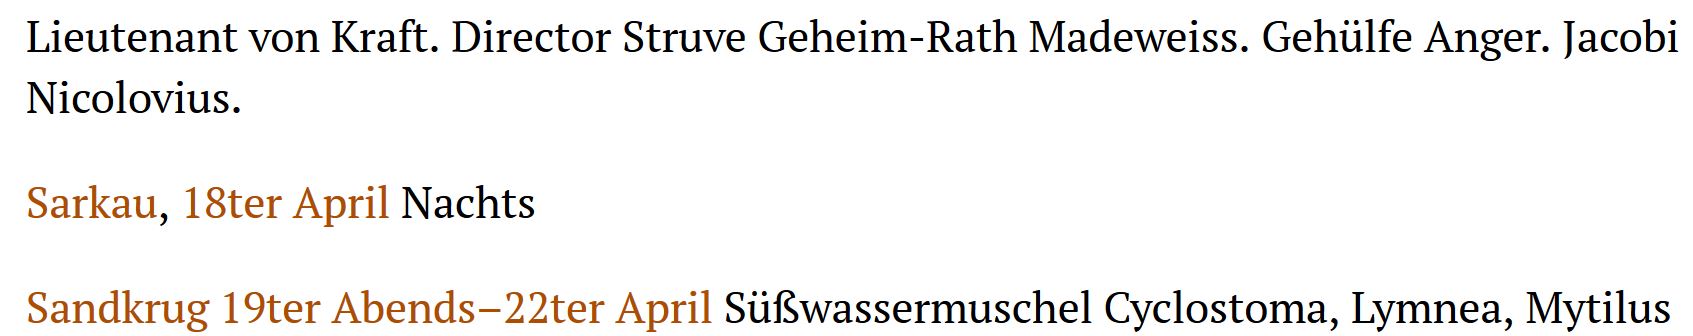 Lieutenant von Kraft. Director Struve Geheim-Rath Madeweiss. Gehülfe Anger. Jacobi
Nicolovius.
Sarkau, 18ter April Nachts
Sandkrug 19ter Abends–22ter April Süßwassermuschel Cyclostoma, Lymnea, Mytilus